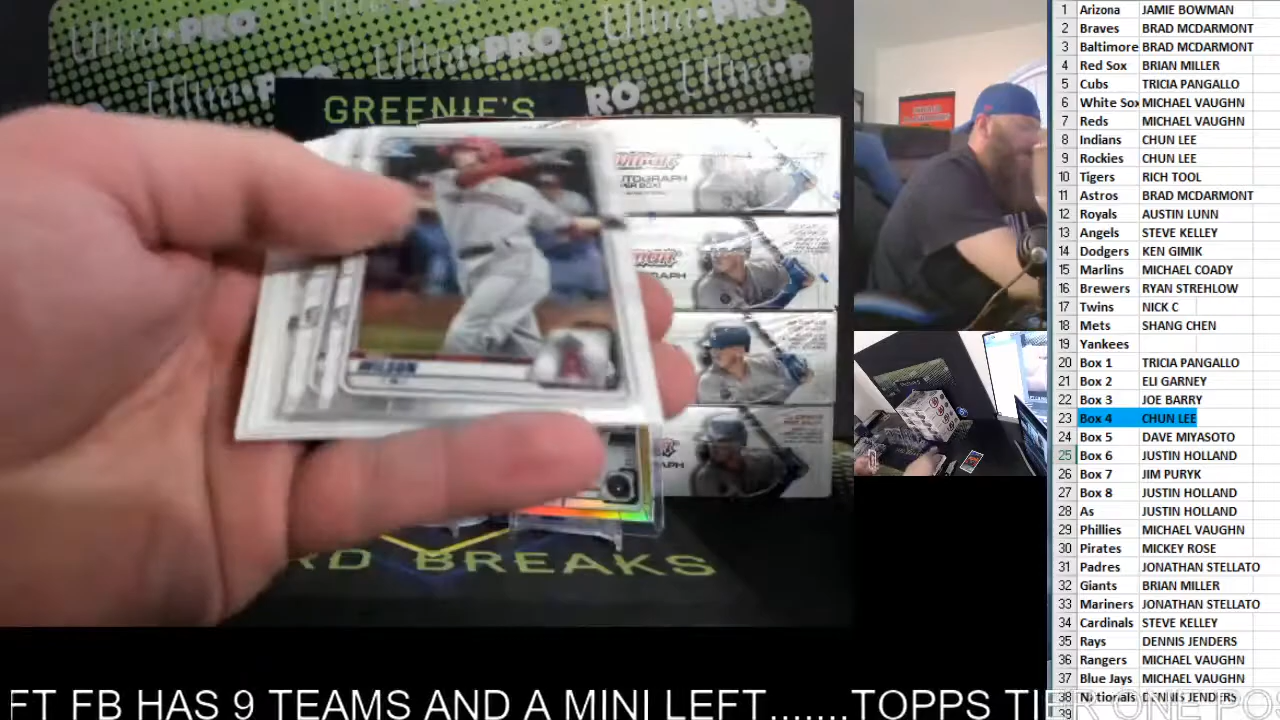 Ultra·PRO
Ultra·PRO
PRO
GREENIE'S
RD BREAKS
WILSON
A
1 Arizona JAMIE BOWMAN
2 Braves BRAD MCDARMONT
3 Baltimore BRAD MCDARMONT
4 Red Sox BRIAN MILLER
5 Cubs TRICIA PANGALLO
6 White Sox MICHAEL VAUGHN
7 Reds MICHAEL VAUGHN
8 Indians CHUN LEE
9 Rockies CHUN LEE
10 Tigers RICH TOOL
11 Astros BRAD MCDARMONT
12 Royals AUSTIN LUNN
13 Angels STEVE KELLEY
14 Dodgers KEN GIMIK
15 Marlins MICHAEL COADY
16 Brewers RYAN STREHLOW
17 Twins NICK C
18 Mets SHANG CHEN
19 Yankees
20 Box 1 TRICIA PANGALLO
21 Box 2 ELI GARNEY
22 Box 3 JOE BARRY
23 Box 4 CHUN LEE
24 Box 5 DAVE MIYASOTO
25 Box 6 JUSTIN HOLLAND
26 Box 7 JIM PURYK
27 Box 8 JUSTIN HOLLAND
28 As JUSTIN HOLLAND
29 Phillies MICHAEL VAUGHN
30 Pirates MICKEY ROSE
31 Padres JONATHAN STELLATO
32 Giants BRIAN MILLER
33 Mariners JONATHAN STELLATO
34 Cardinals STEVE KELLEY
35 Rays DENNIS JENDERS
36 Rangers MICHAEL VAUGHN
37 Blue Jays MICHAEL VAUGHN
38 Nationals DENNIS JENDERS
FT FB HAS 9 TEAMS AND A MINI LEFT.......TOPPS TIER ONE POS